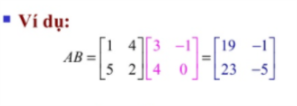 ▪ Ví dụ:
AB = [1 4; 5 2] [3 -1; 4 0] = [19 -1; 23 -5]